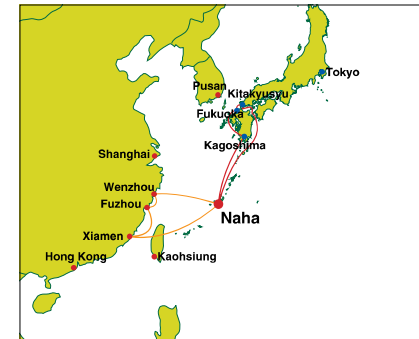 Tokyo
Pusan
Kitakyusyu
Fukuoka
Kagoshima
Shanghai
Wenzhou
Fuzhou
Naha
Xiamen
Hong Kong
Kaohsiung